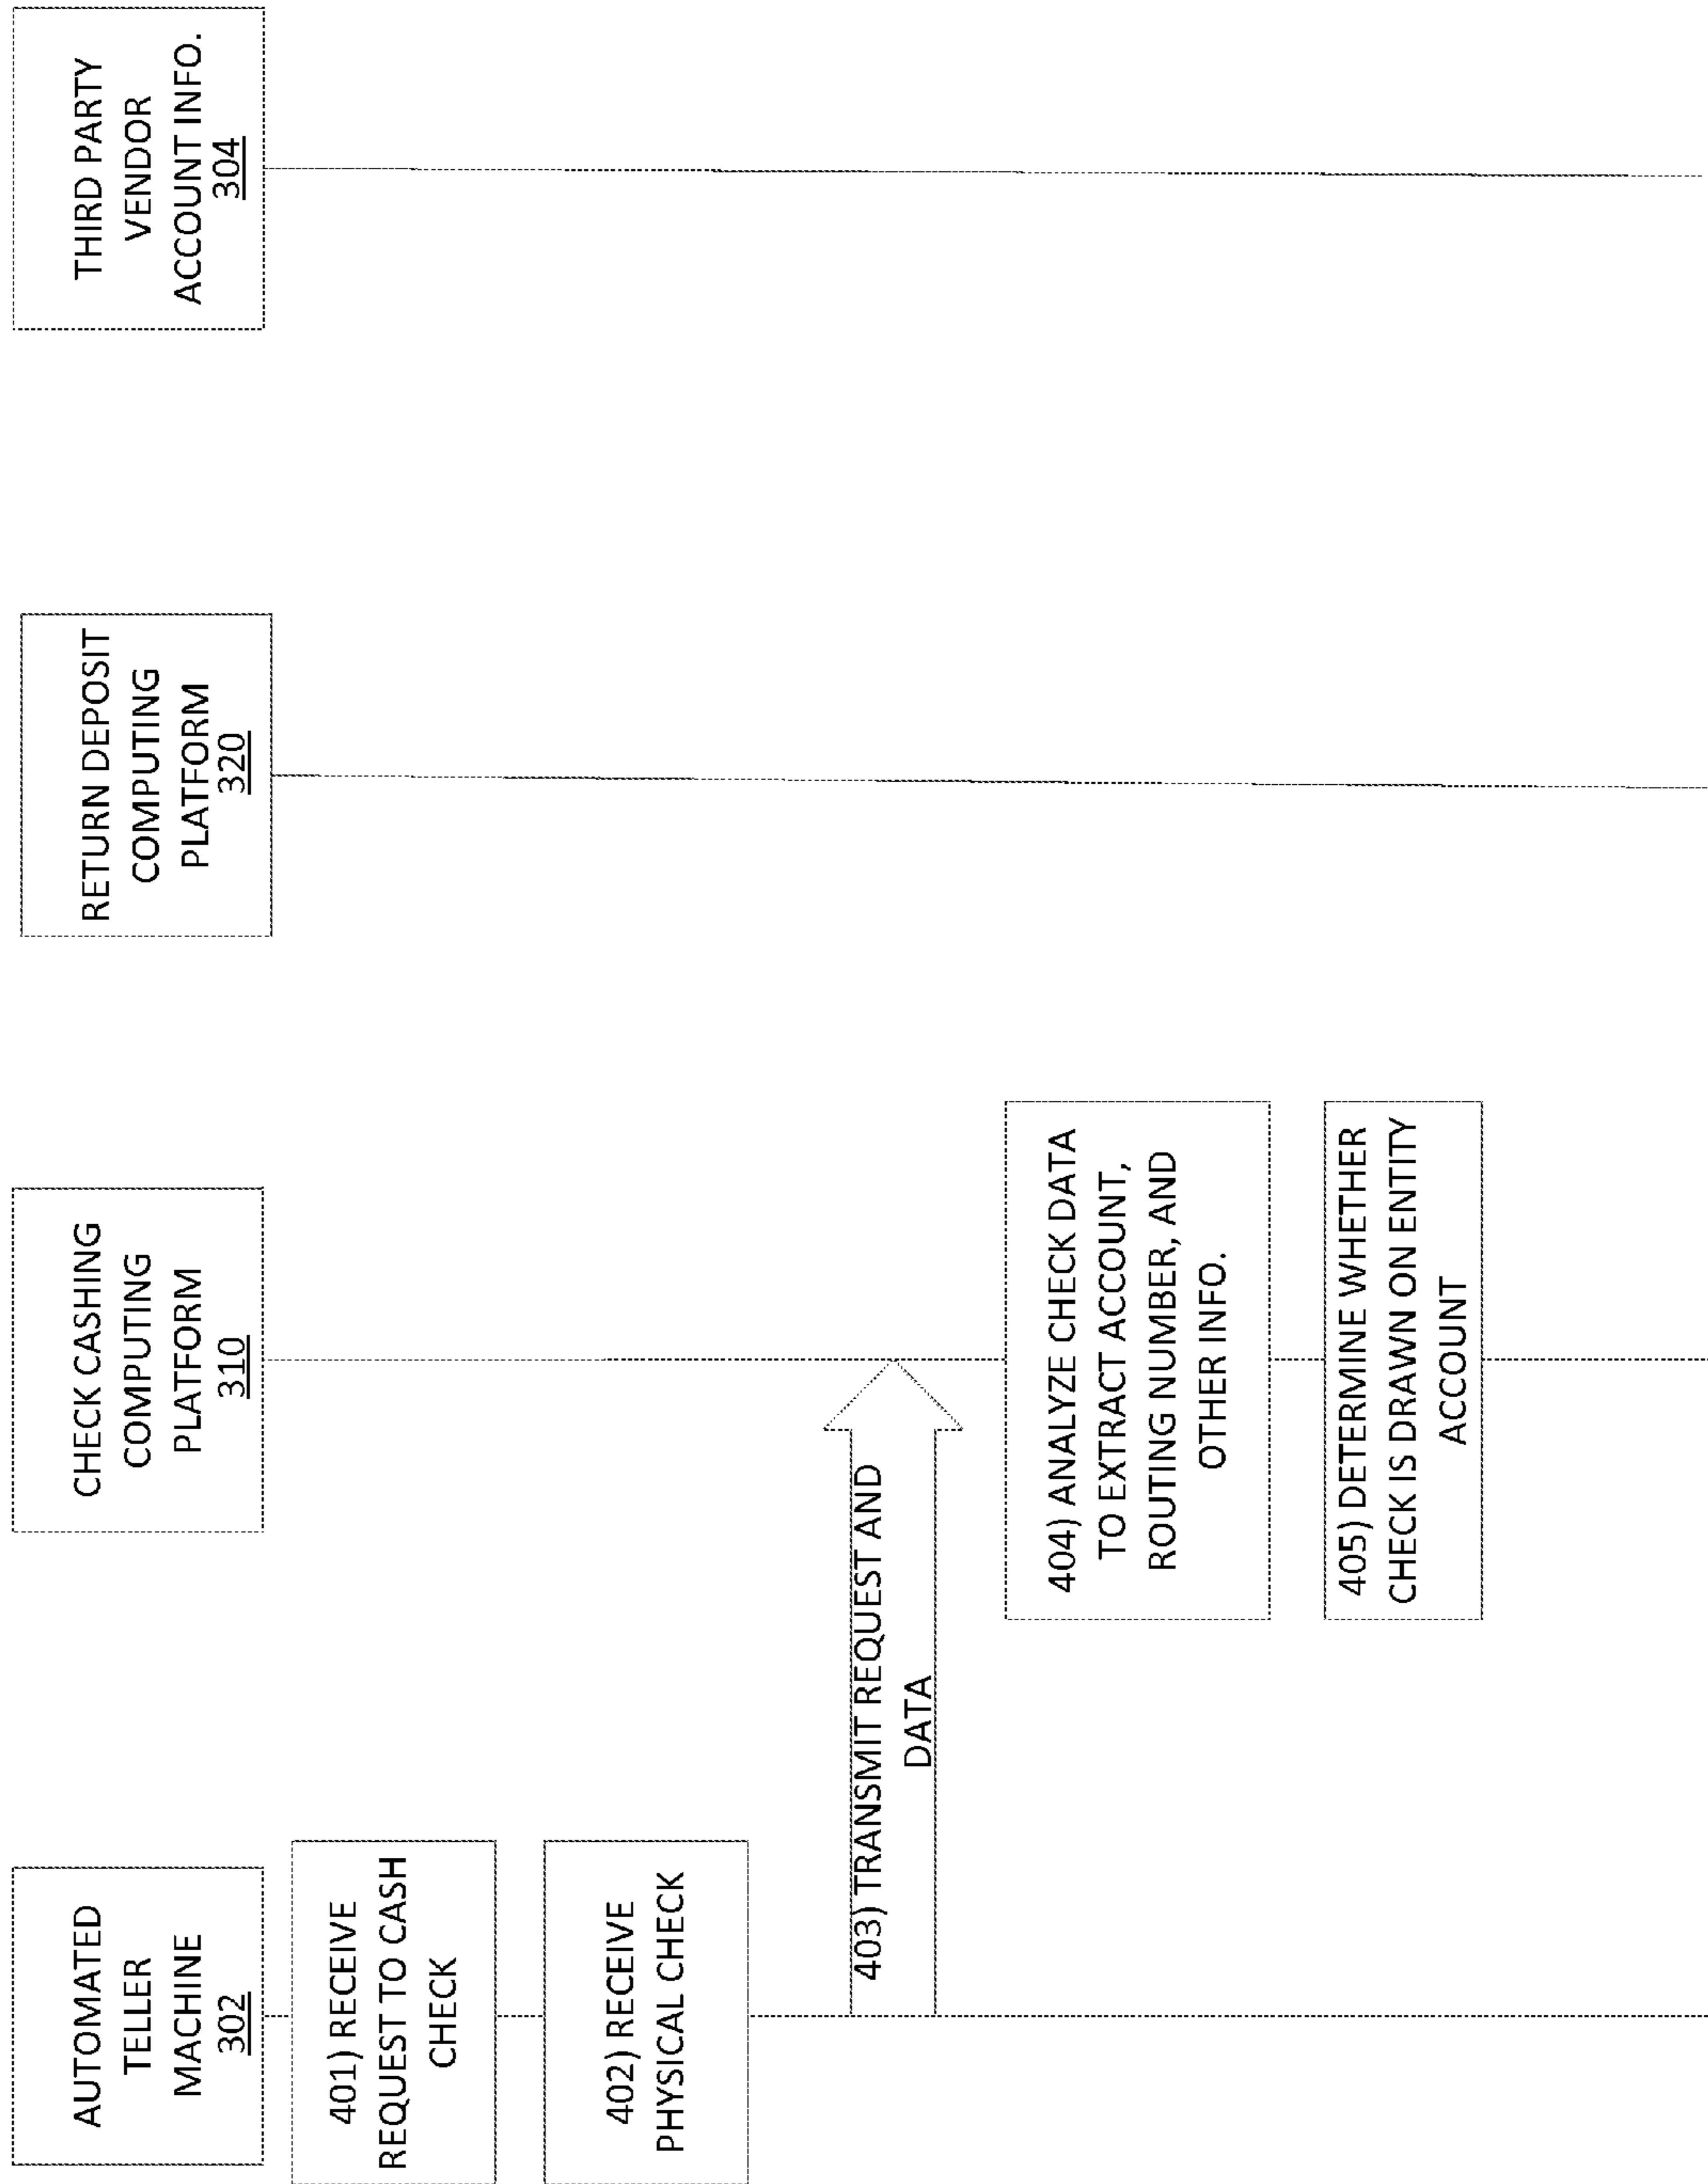 AUTOMATED
TELLER
MACHINE
302
CHECK CASHING
COMPUTING
PLATFORM
310
RETURN DEPOSIT
COMPUTING
PLATFORM
320
THIRD PARTY
VENDOR
ACCOUNT INFO.
304
401) RECEIVE
REQUEST TO CASH
CHECK
402) RECEIVE
PHYSICAL CHECK
403) TRANSMIT REQUEST AND
DATA
404) ANALYZE CHECK DATA
TO EXTRACT ACCOUNT,
ROUTING NUMBER, AND
OTHER INFO.
405) DETERMINE WHETHER
CHECK IS DRAWN ON ENTITY
ACCOUNT